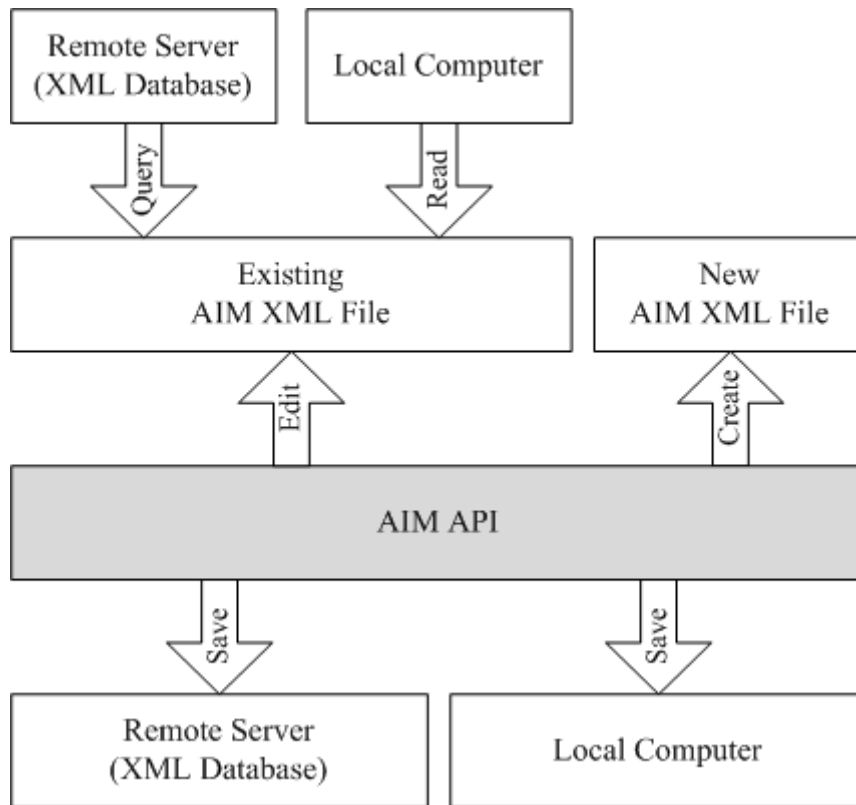 Remote Server
(XML Database)
Local Computer
Query
Read
Existing
AIM XML File
New
AIM XML File
Edit
Create
AIM API
Save
Save
Remote Server
(XML Database)
Local Computer